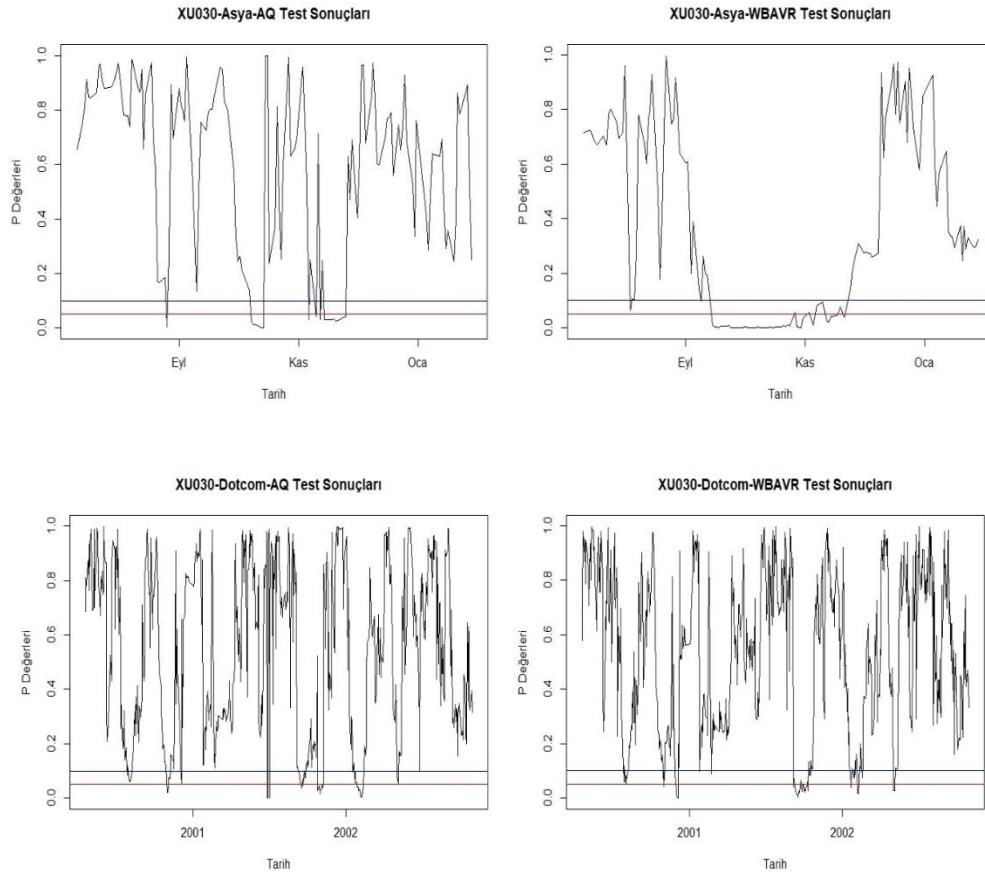 XU030-Asya-AQ Test Sonuçları
P Değerleri
1.0
0.8
0.6
0.4
0.2
0.0
Eyl
Kas
Oca
Tarih
XU030-Asya-WBAVR Test Sonuçları
P Değerleri
1.0
0.8
0.6
0.4
0.2
0.0
Eyl
Kas
Oca
Tarih
XU030-Dotcom-AQ Test Sonuçları
P Değerleri
1.0
0.8
0.6
0.4
0.2
0.0
2001
2002
Tarih
XU030-Dotcom-WBAVR Test Sonuçları
P Değerleri
1.0
0.8
0.6
0.4
0.2
0.0
2001
2002
Tarih